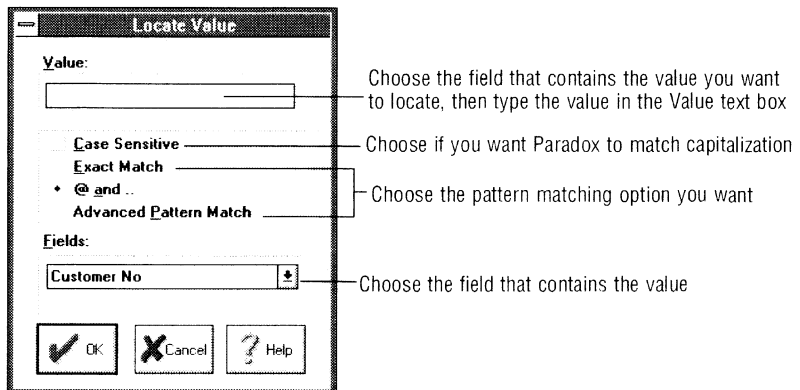 Locate Value
Value:
Choose the field that contains the value you want
to locate, then type the value in the Value text box
Case Sensitive
Choose if you want Paradox to match capitalization
Exact Match
@ and ..
Choose the pattern matching option you want
Advanced Pattern Match
Fields:
Customer No
Choose the field that contains the value
OK
Cancel
? Help